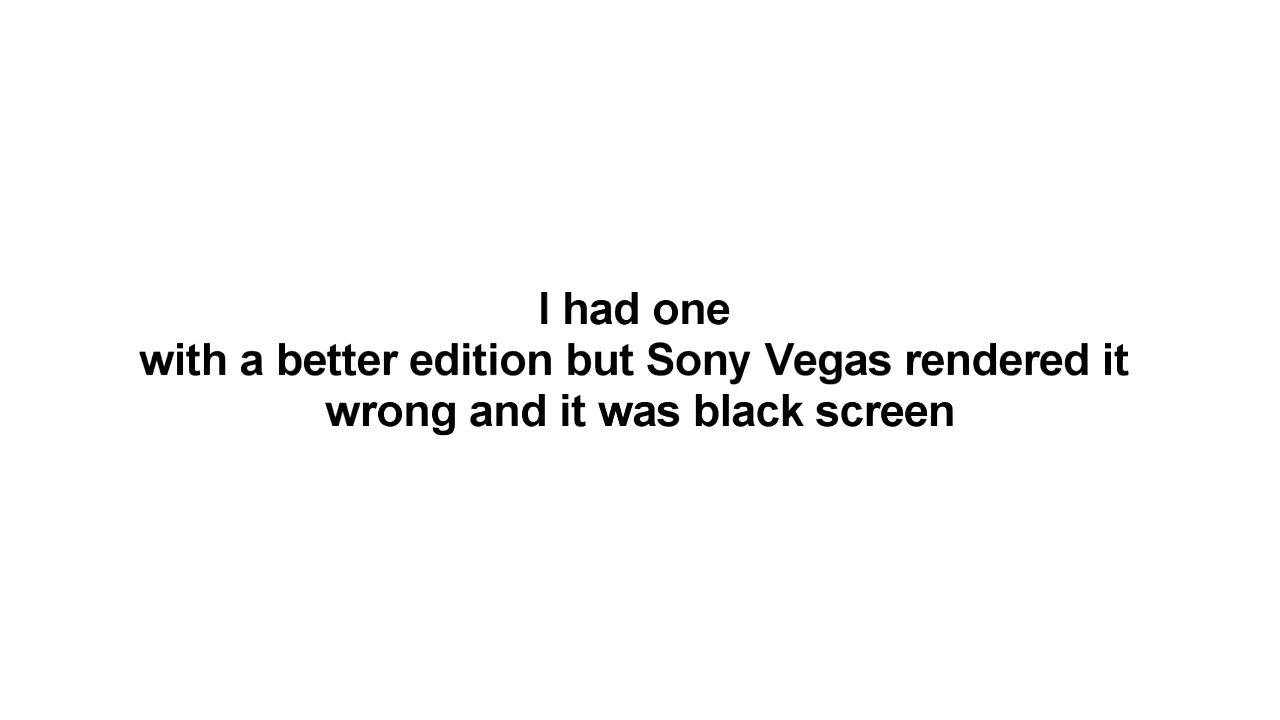 I had one
with a better edition but Sony Vegas rendered it
wrong and it was black screen